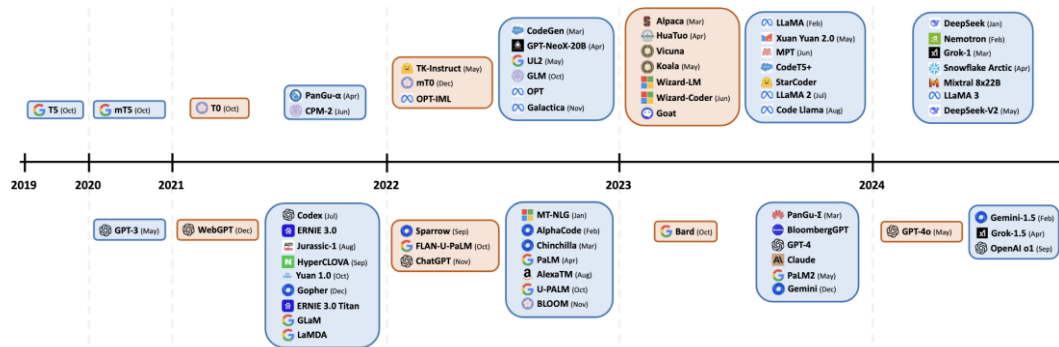 T5 (Oct)
mT5 (Oct)
T0 (Oct)
PanGu-α (Apr)
CPM-2 (Jun)
TK-Instruct (May)
mT0 (Dec)
OPT-IML
CodeGen (Mar)
GPT-NeoX-20B (Apr)
UL2 (May)
GLM (Oct)
OPT
Galactica (Nov)
Alpaca (Mar)
HuaTuo (Apr)
Vicuna
Koala (May)
Wizard-LM
Wizard-Coder (Jun)
Goat
LLaMA (Feb)
Xuan Yuan 2.0 (May)
MPT (Jun)
CodeT5+
StarCoder
LLaMA 2 (Jul)
Code Llama (Aug)
DeepSeek (Jan)
Nemotron (Feb)
Grok-1 (Mar)
Snowflake Arctic (Apr)
Mixtral 8x22B
LLaMA 3
DeepSeek-V2 (May)
2019
2020
2021
2022
2023
2024
GPT-3 (May)
WebGPT (Dec)
Codex (Jul)
ERNIE 3.0
Jurassic-1 (Aug)
HyperCLOVA (Sep)
Yuan 1.0 (Oct)
Gopher (Dec)
ERNIE 3.0 Titan
GLaM
LaMDA
Sparrow (Sep)
FLAN-U-PaLM (Oct)
ChatGPT (Nov)
MT-NLG (Jan)
AlphaCode (Feb)
Chinchilla (Mar)
PaLM (Apr)
AlexaTM (Aug)
U-PALM (Oct)
BLOOM (Nov)
Bard (Oct)
PanGu-Σ (Mar)
BloombergGPT
GPT-4
Claude
PaLM2 (May)
Gemini (Dec)
GPT-4o (May)
Gemini-1.5 (Feb)
Grok-1.5 (Apr)
OpenAI o1 (Sep)